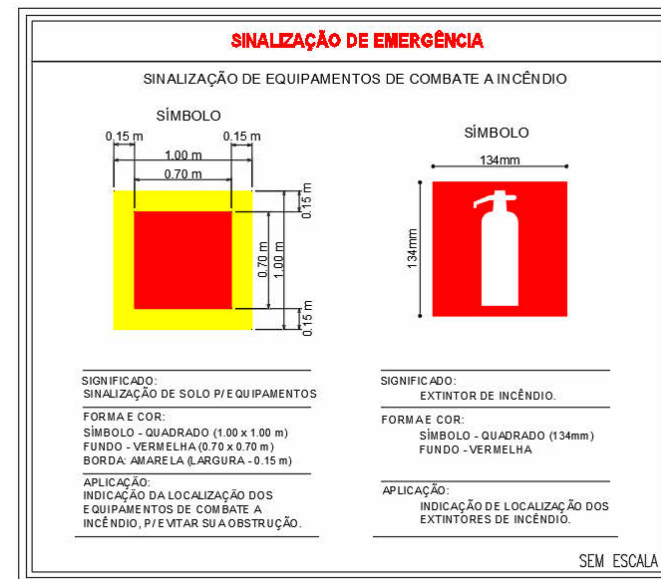 SINALIZAÇÃO DE EMERGÊNCIA
SINALIZAÇÃO DE EQUIPAMENTOS DE COMBATE A INCÊNDIO
SÍMBOLO
0.15 m
0.15 m
1.00 m
0.70 m
0.15 m
0.70 m
1.00 m
0.15 m
SIGNIFICADO:
SINALIZAÇÃO DE SOLO P/ EQUIPAMENTOS
FORMA E COR:
SÍMBOLO - QUADRADO (1.00 x 1.00 m)
FUNDO - VERMELHA (0.70 x 0.70 m)
BORDA: AMARELA (LARGURA - 0.15 m)
APLICAÇÃO:
INDICAÇÃO DA LOCALIZAÇÃO DOS
EQUIPAMENTOS DE COMBATE A
INCÊNDIO, P/ EVITAR SUA OBSTRUÇÃO.
SÍMBOLO
134mm
134mm
SIGNIFICADO:
EXTINTOR DE INCÊNDIO.
FORMA E COR:
SÍMBOLO - QUADRADO (134mm)
FUNDO - VERMELHA
APLICAÇÃO:
INDICAÇÃO DE LOCALIZAÇÃO DOS
EXTINTORES DE INCÊNDIO.
SEM ESCALA